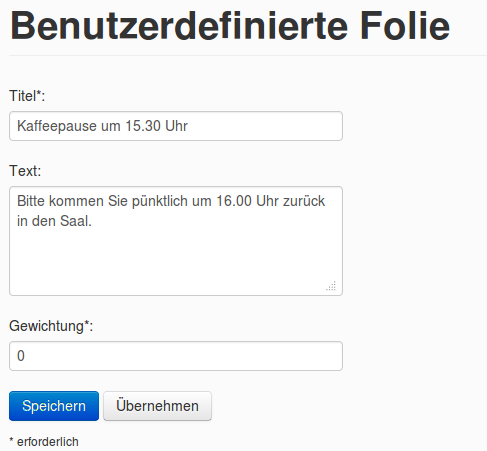 Benutzerdefinierte Folie
Titel*:
Kaffeepause um 15.30 Uhr
Text:
Bitte kommen Sie pünktlich um 16.00 Uhr zurück
in den Saal.
Gewichtung*:
0
Speichern Übernehmen
* erforderlich